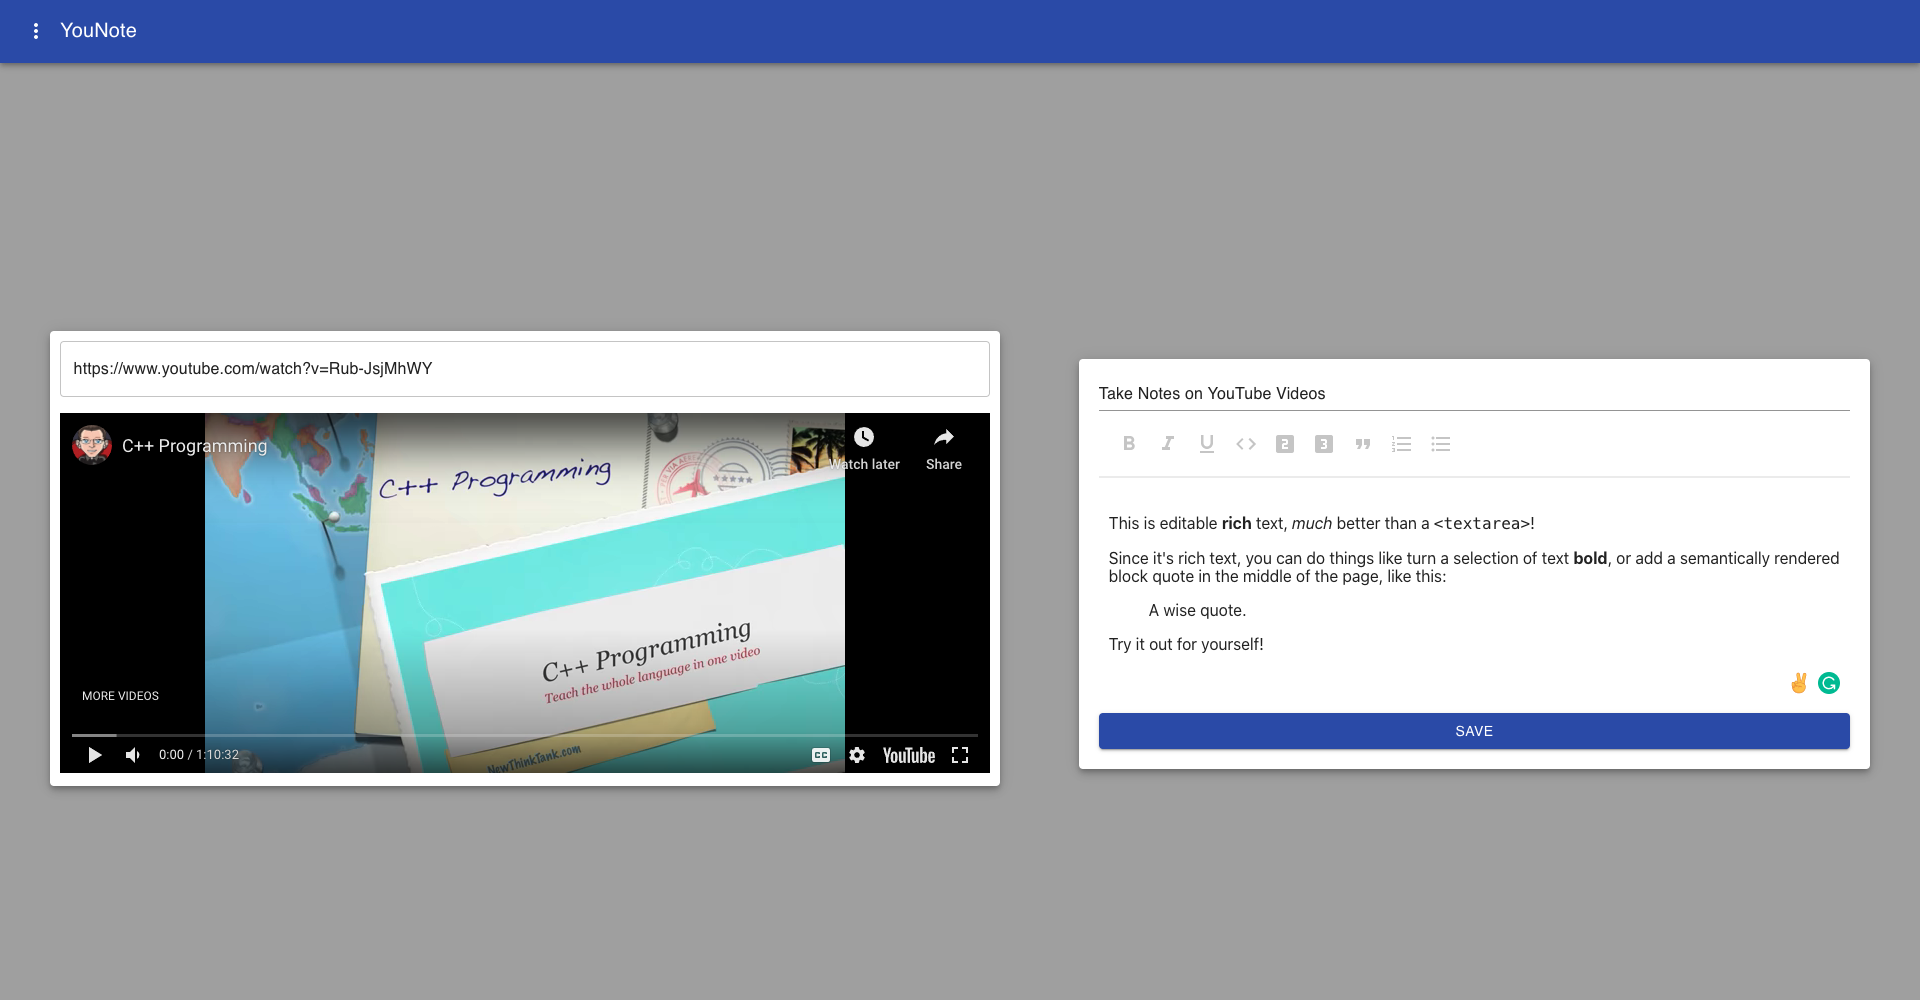 YouNote
https://www.youtube.com/watch?v=Rub-JsjMhWY
C++ Programming
Watch later
Share
C++ Programming
C++ Programming
Teach the whole language in one video
NewThinkTank.com
MORE VIDEOS
0:00 / 1:10:32
CC
YouTube
Take Notes on YouTube Videos
B I U <> 2 3
This is editable rich text, much better than a <textarea>!
Since it's rich text, you can do things like turn a selection of text bold, or add a semantically rendered
block quote in the middle of the page, like this:
A wise quote.
Try it out for yourself!
SAVE